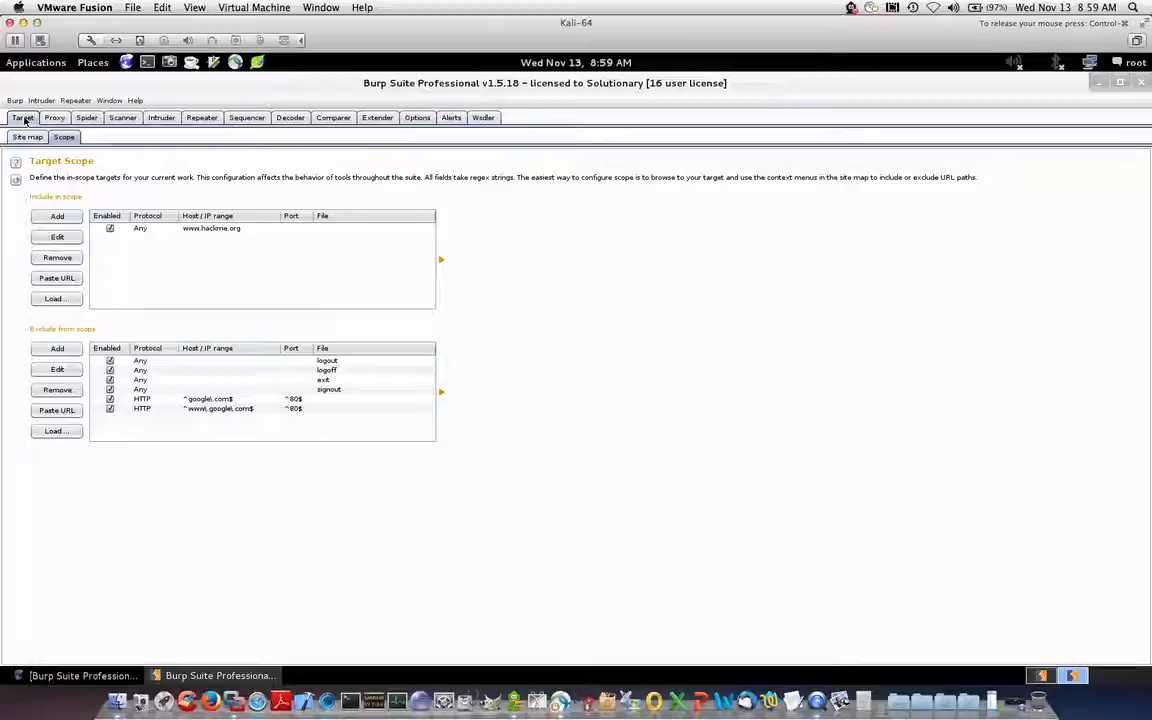 VMware Fusion File Edit View Virtual Machine Window Help (97%) Wed Nov 13 8:59 AM
Kali-64
To release your mouse press: Control-⌘
Applications Places Wed Nov 13, 8:59 AM root
Burp Suite Professional v1.5.18 - licensed to Solutionary [16 user license]
Burp Intruder Repeater Window Help
Target Proxy Spider Scanner Intruder Repeater Sequencer Decoder Comparer Extender Options Alerts Wsdler
Site map Scope
? Target Scope
Define the in-scope targets for your current work. This configuration affects the behavior of tools throughout the suite. All fields take regex strings. The easiest way to configure scope is to browse to your target and use the context menus in the site map to include or exclude URL paths.
Include in scope
Add Enabled Protocol Host / IP range Port File
Any www.hackme.org
Edit
Remove
Paste URL
Load ...
Exclude from scope
Add Enabled Protocol Host / IP range Port File
Any logout
Edit Any logoff
Any exit
Remove Any signout
HTTP ^google\.com$ ^80$
Paste URL HTTP ^www\.google\.com$ ^80$
Load ...
[Burp Suite Profession... Burp Suite Professiona...